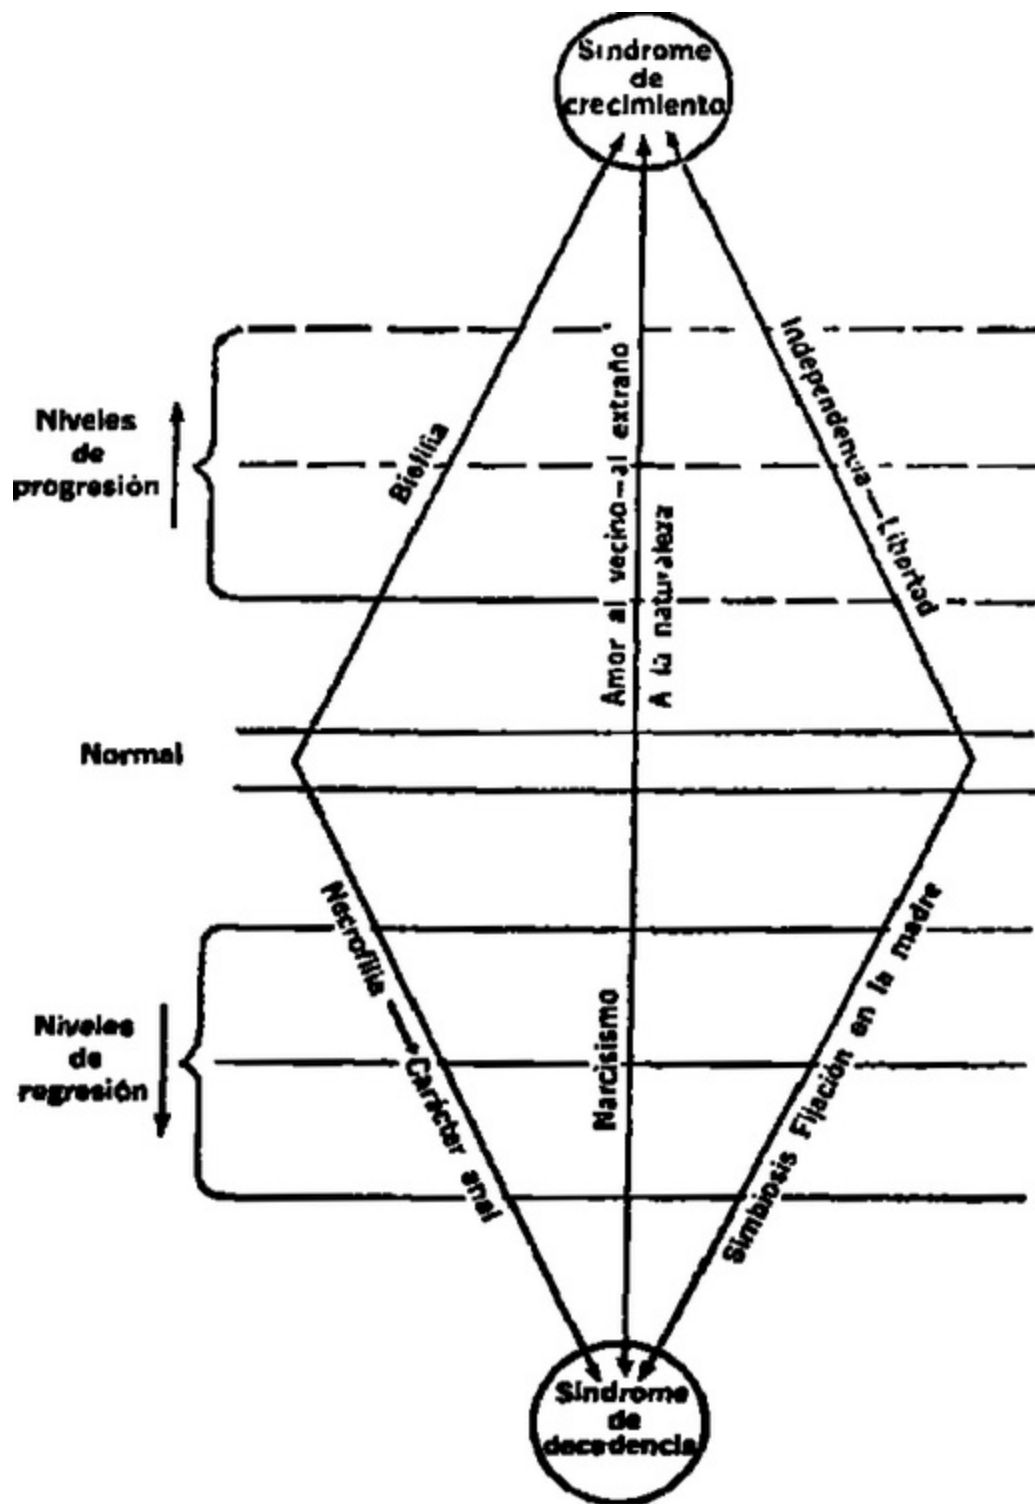 Síndrome
de
crecimiento
Niveles
de
progresión
Biofilia
Amor al vecino—al extraño
A la naturaleza
Independencia—Libertad
Normal
Niveles
de
regresión
Necrofilia—Carácter anal
Narcisismo
Simbiosis Fijación en la madre
Síndrome
de
decadencia